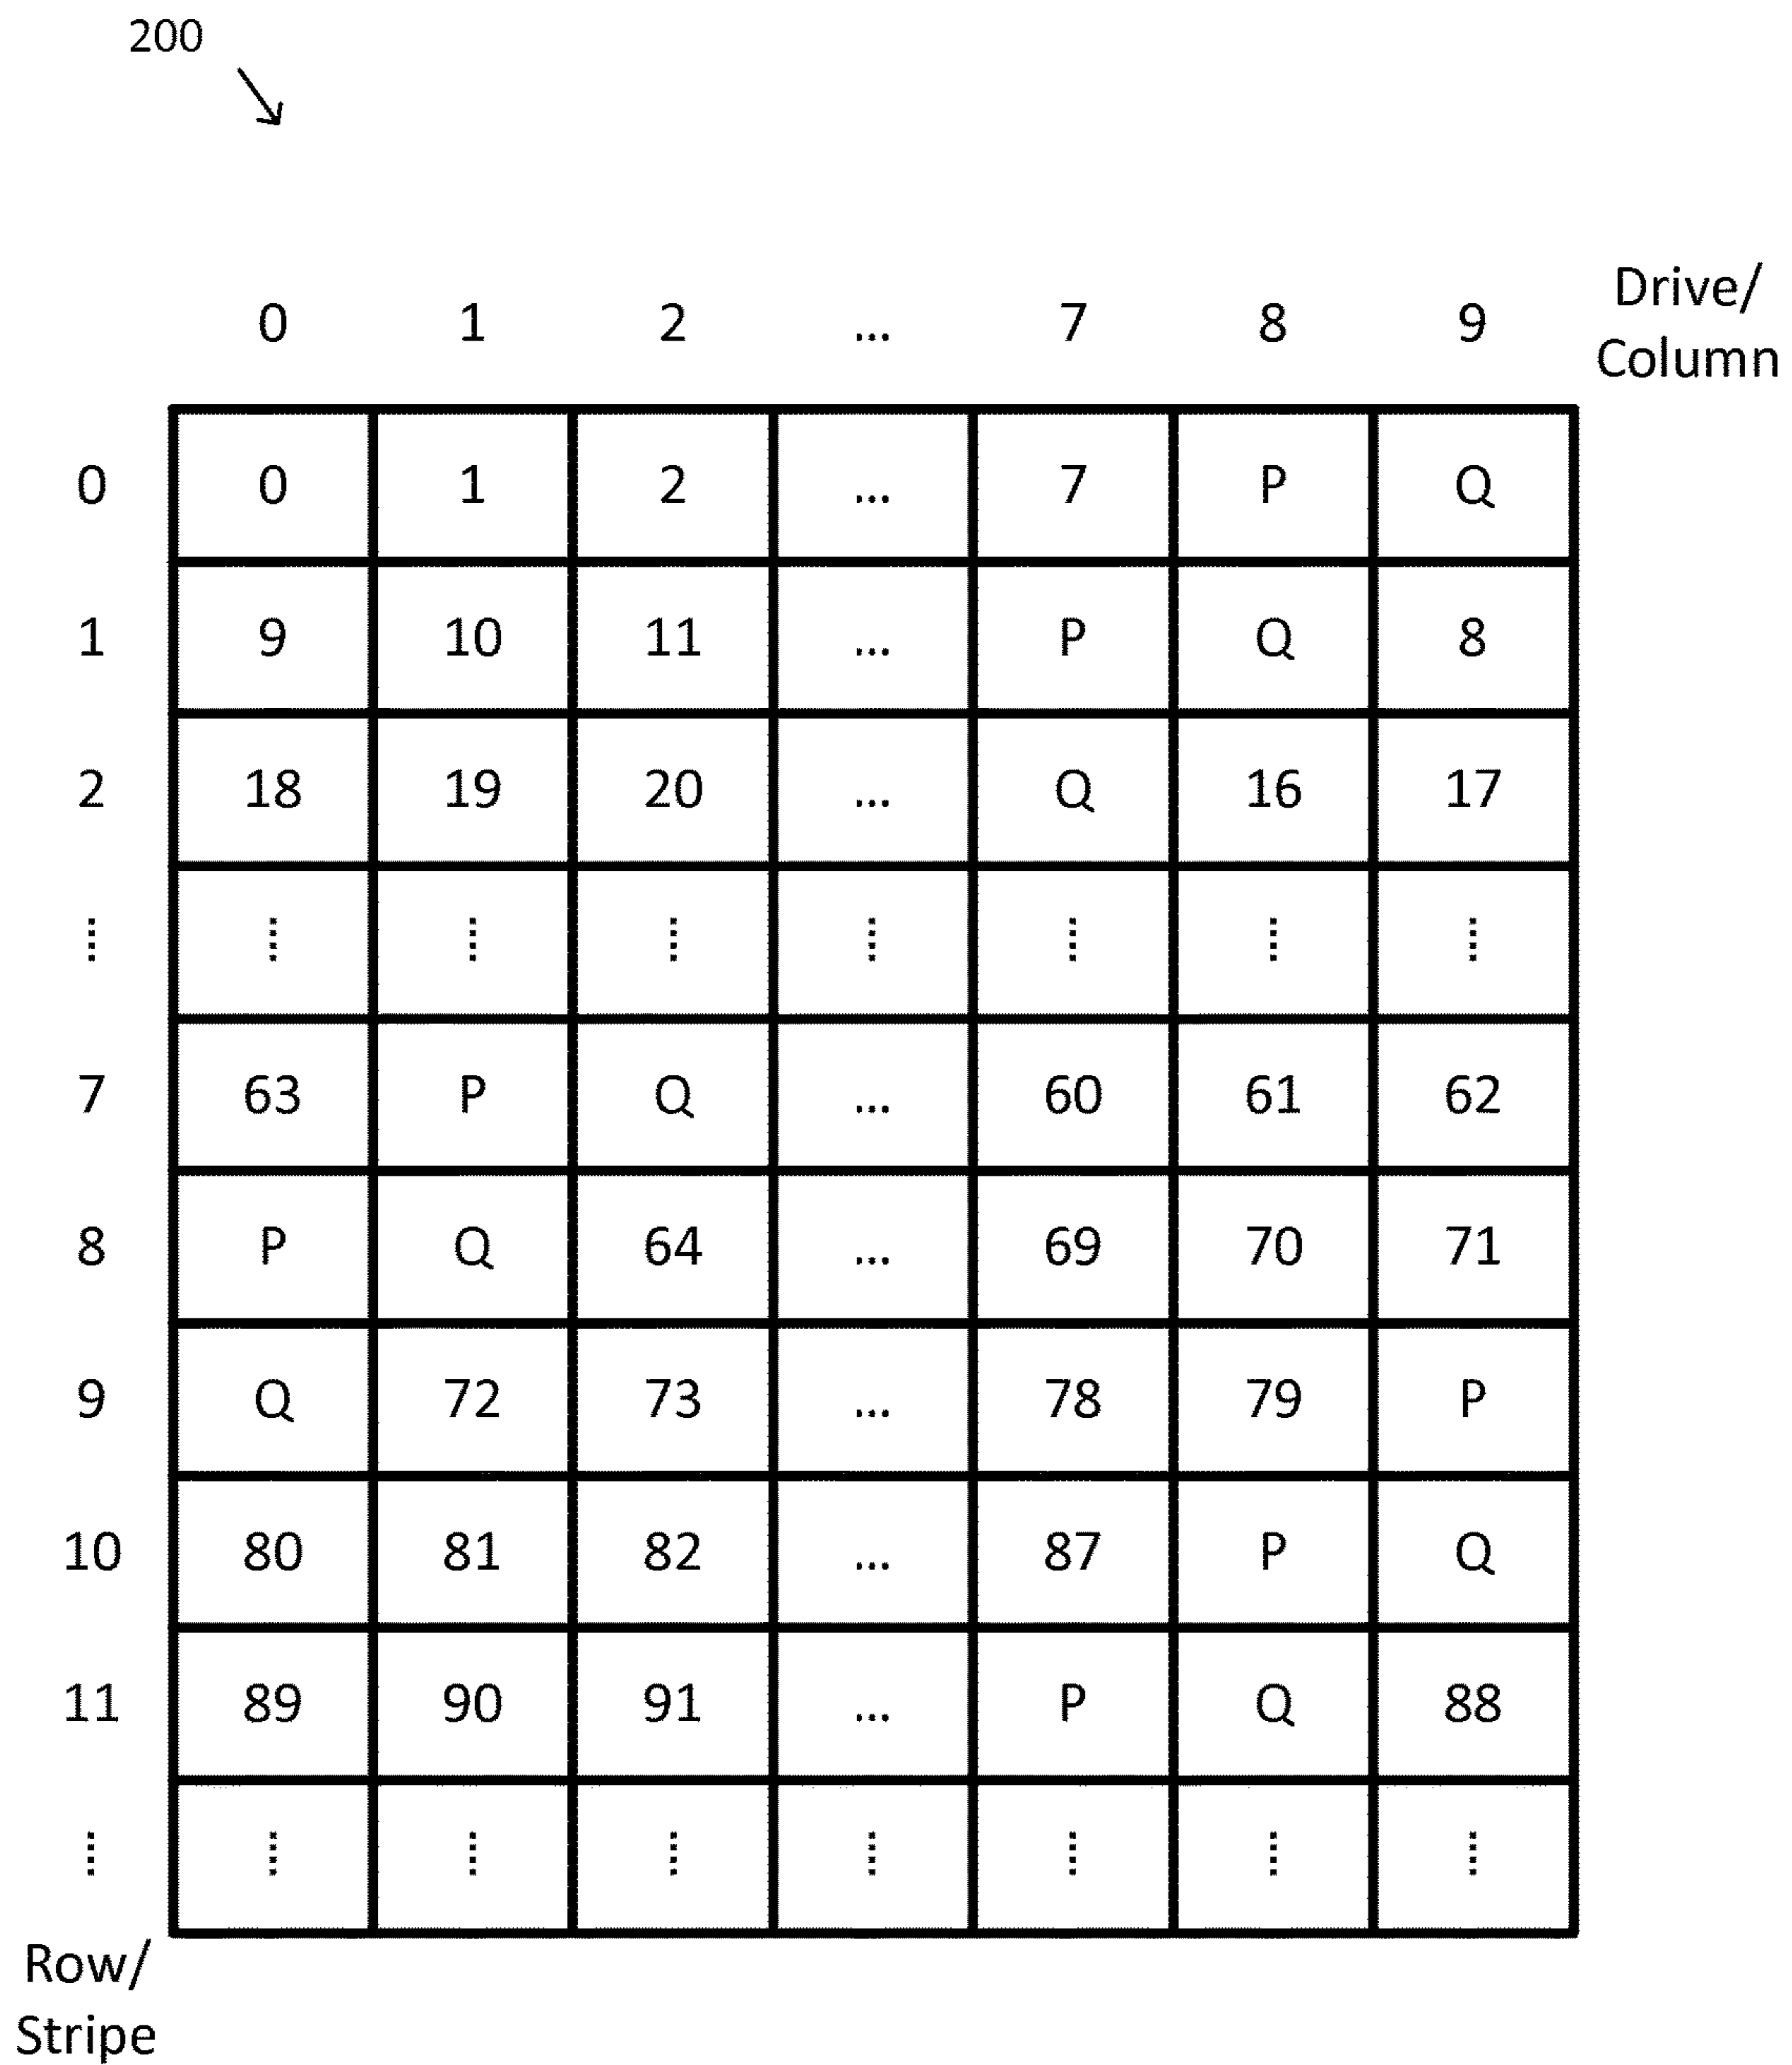 200
0 1 2 ... 7 8 9 Drive/
Column
0 0 1 2 ... 7 P Q
1 9 10 11 ... P Q 8
2 18 19 20 ... Q 16 17
⋮ ⋮ ⋮ ⋮ ⋮ ⋮ ⋮ ⋮
7 63 P Q ... 60 61 62
8 P Q 64 ... 69 70 71
9 Q 72 73 ... 78 79 P
10 80 81 82 ... 87 P Q
11 89 90 91 ... P Q 88
⋮ ⋮ ⋮ ⋮ ⋮ ⋮ ⋮ ⋮
Row/
Stripe